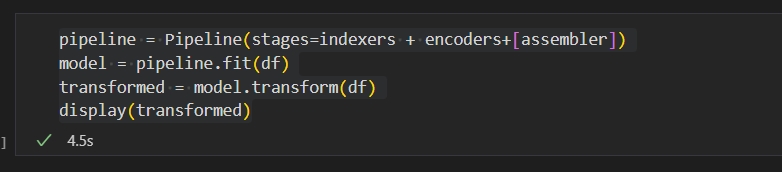 pipeline = Pipeline(stages=indexers + encoders+[assembler])
model = pipeline.fit(df)
transformed = model.transform(df)
display(transformed)
] ✓ 4.5s